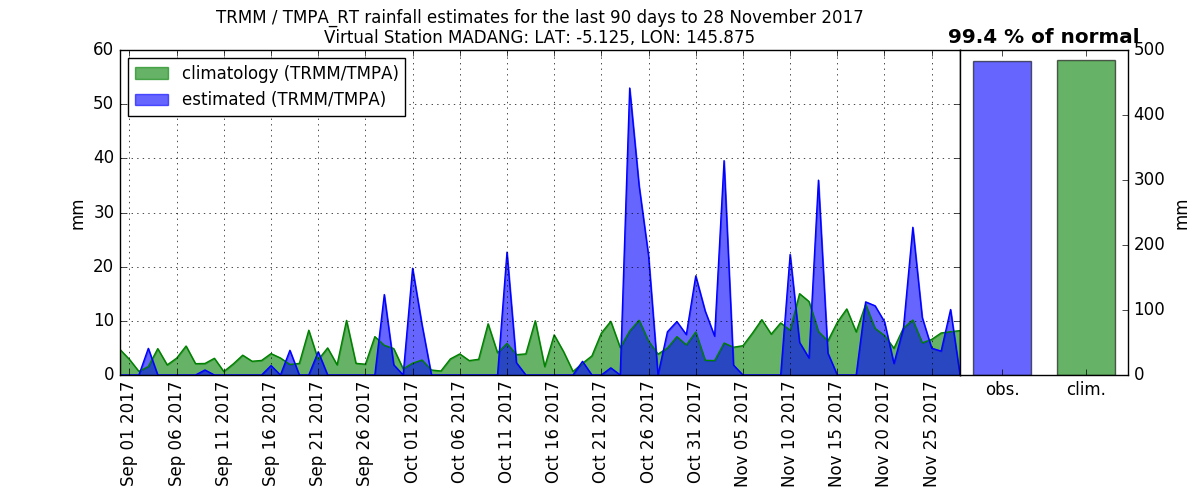 TRMM / TMPA_RT rainfall estimates for the last 90 days to 28 November 2017
Virtual Station MADANG: LAT: -5.125, LON: 145.875
99.4 % of normal
climatology (TRMM/TMPA)
estimated (TRMM/TMPA)
mm
60
50
40
30
20
10
0
Sep 01 2017
Sep 06 2017
Sep 11 2017
Sep 16 2017
Sep 21 2017
Sep 26 2017
Oct 01 2017
Oct 06 2017
Oct 11 2017
Oct 16 2017
Oct 21 2017
Oct 26 2017
Oct 31 2017
Nov 05 2017
Nov 10 2017
Nov 15 2017
Nov 20 2017
Nov 25 2017
obs.
clim.
500
400
300
200
100
0
mm